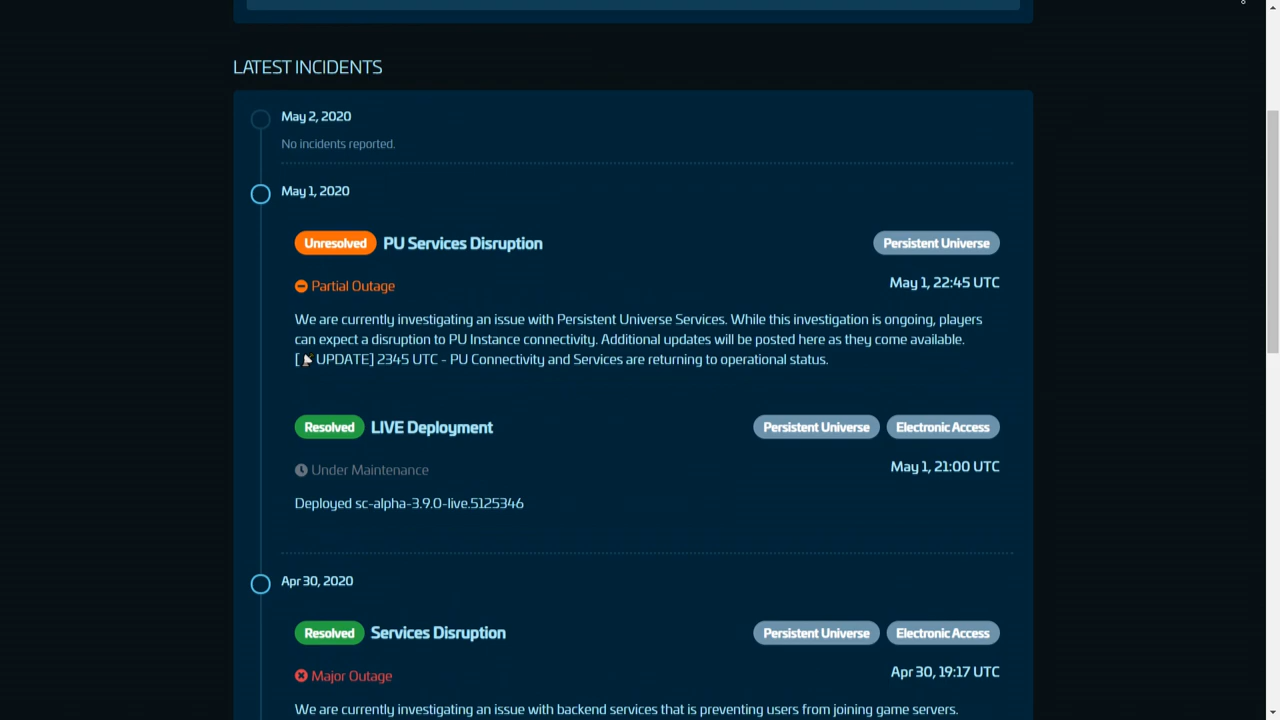 LATEST INCIDENTS
May 2, 2020
No incidents reported.
May 1, 2020
Unresolved PU Services Disruption Persistent Universe
Partial Outage May 1, 22:45 UTC
We are currently investigating an issue with Persistent Universe Services. While this investigation is ongoing, players
can expect a disruption to PU Instance connectivity. Additional updates will be posted here as they come available.
[📡UPDATE] 2345 UTC - PU Connectivity and Services are returning to operational status.
Resolved LIVE Deployment Persistent Universe Electronic Access
Under Maintenance May 1, 21:00 UTC
Deployed sc-alpha-3.9.0-live.5125346
Apr 30, 2020
Resolved Services Disruption Persistent Universe Electronic Access
Major Outage Apr 30, 19:17 UTC
We are currently investigating an issue with backend services that is preventing users from joining game servers.